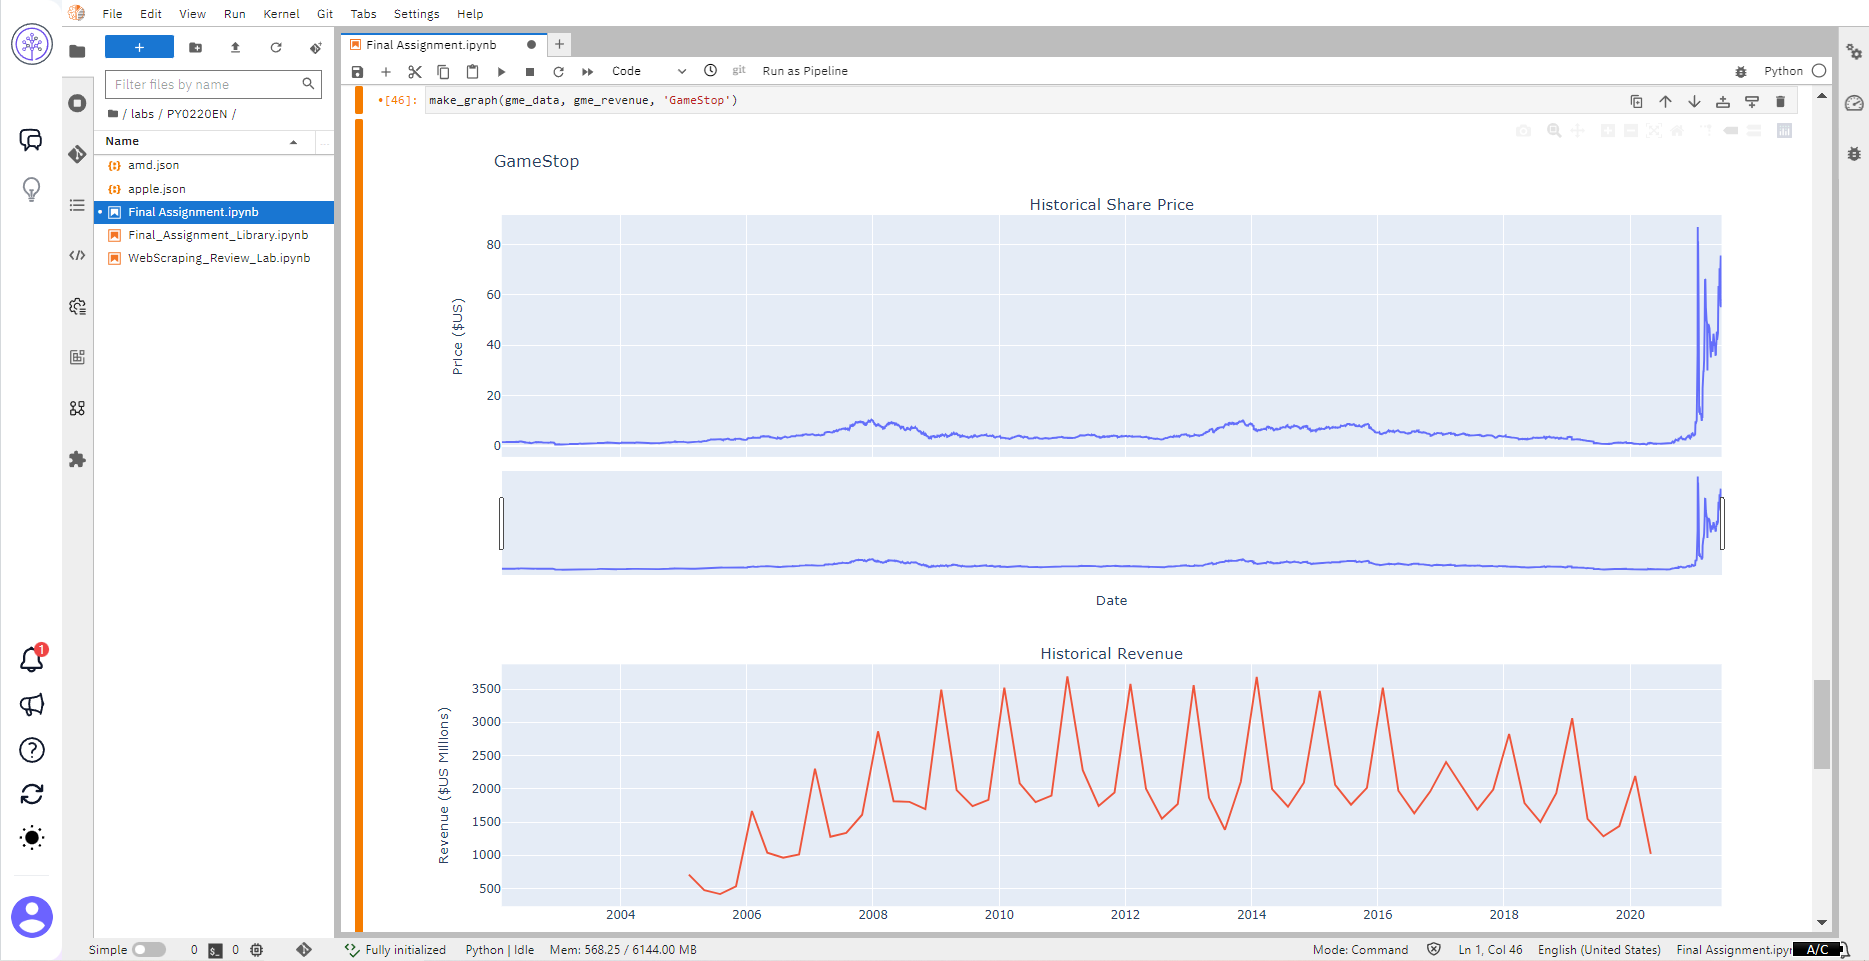 File Edit View Run Kernel Git Tabs Settings Help
+
Filter files by name
/ labs / PY0220EN /
Name
amd.json
apple.json
Final Assignment.ipynb
Final_Assignment_Library.ipynb
WebScraping_Review_Lab.ipynb
Final Assignment.ipynb
+
Code
git
Run as Pipeline
Python
[46]:
make_graph(gme_data, gme_revenue, 'GameStop')
GameStop
Historical Share Price
80
60
40
20
0
Price ($US)
Date
Historical Revenue
3500
3000
2500
2000
1500
1000
500
Revenue ($US Millions)
2004 2006 2008 2010 2012 2014 2016 2018 2020
1
Simple 0 $_ 0 Fully initialized Python | Idle Mem: 568.25 / 6144.00 MB Mode: Command Ln 1, Col 46 English (United States) Final Assignment.ipyn A/C